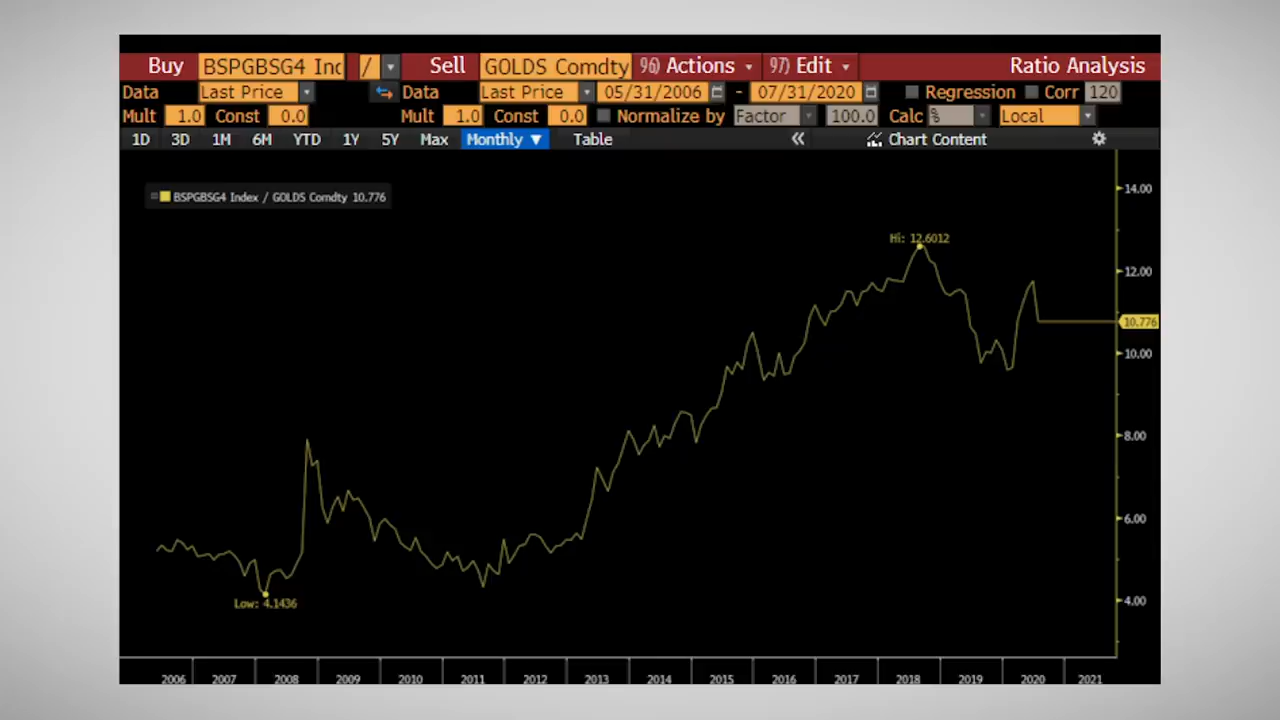 Buy BSPGBSG4 Inc / Sell GOLDS Comdty 96) Actions 97) Edit Ratio Analysis
Data Last Price Data Last Price 05/31/2006 - 07/31/2020 Regression Corr 120
Mult 1.0 Const 0.0 Mult 1.0 Const 0.0 Normalize by Factor 100.0 Calc % Local
1D 3D 1M 6M YTD 1Y 5Y Max Monthly ▼ Table « Chart Content
BSPGBSG4 Index / GOLDS Comdty 10.776
14.00
Hi: 12.6012
12.00
10.776
10.00
8.00
6.00
4.00
Low: 4.1436
2006 2007 2008 2009 2010 2011 2012 2013 2014 2015 2016 2017 2018 2019 2020 2021